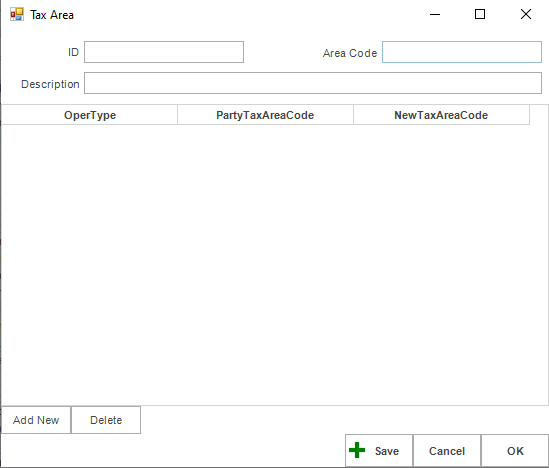 Tax Area
ID Area Code
Description
OperType PartyTaxAreaCode NewTaxAreaCode
Add New Delete
Save Cancel OK